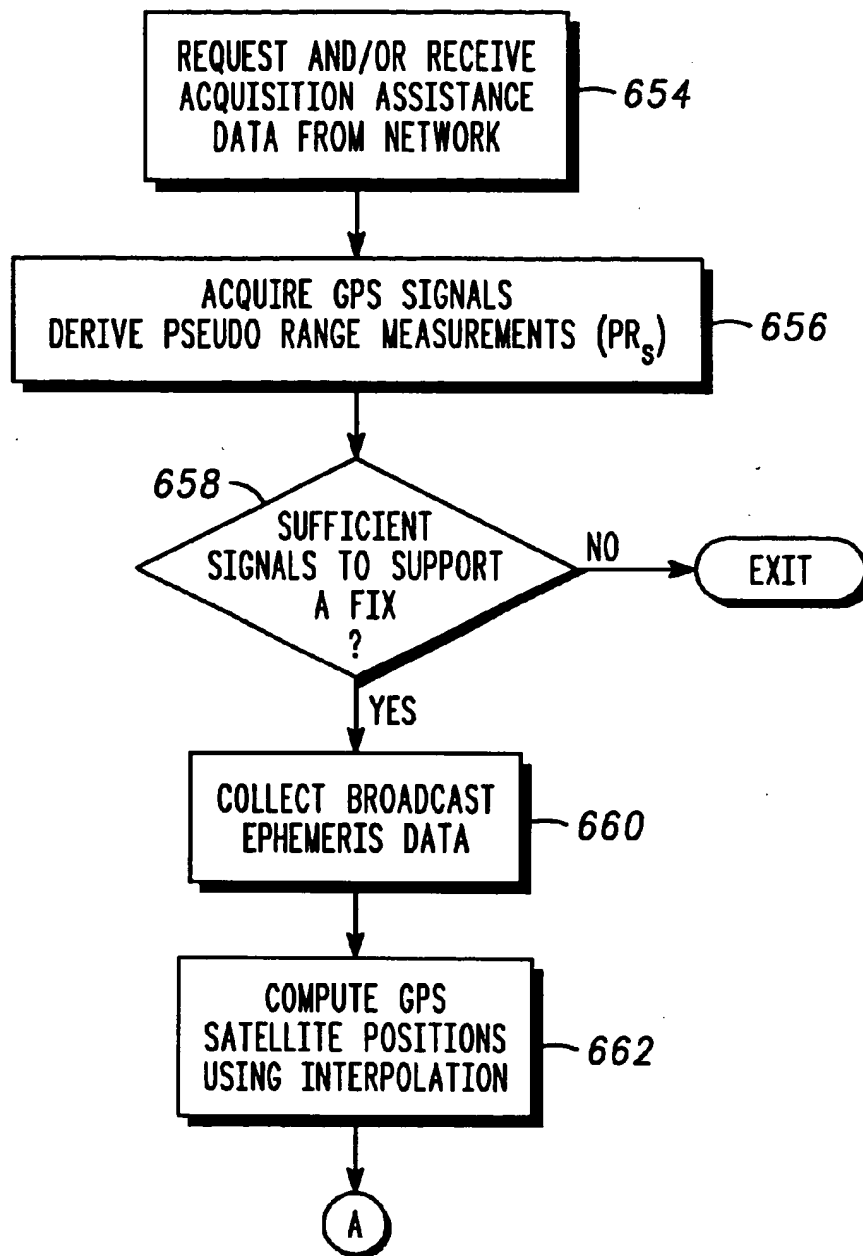 REQUEST AND/OR RECEIVE
ACQUISITION ASSISTANCE
DATA FROM NETWORK
654
ACQUIRE GPS SIGNALS
DERIVE PSEUDO RANGE MEASUREMENTS (PRs)
656
658
SUFFICIENT
SIGNALS TO SUPPORT
A FIX
?
NO
EXIT
YES
COLLECT BROADCAST
EPHEMERIS DATA
660
COMPUTE GPS
SATELLITE POSITIONS
USING INTERPOLATION
662
A